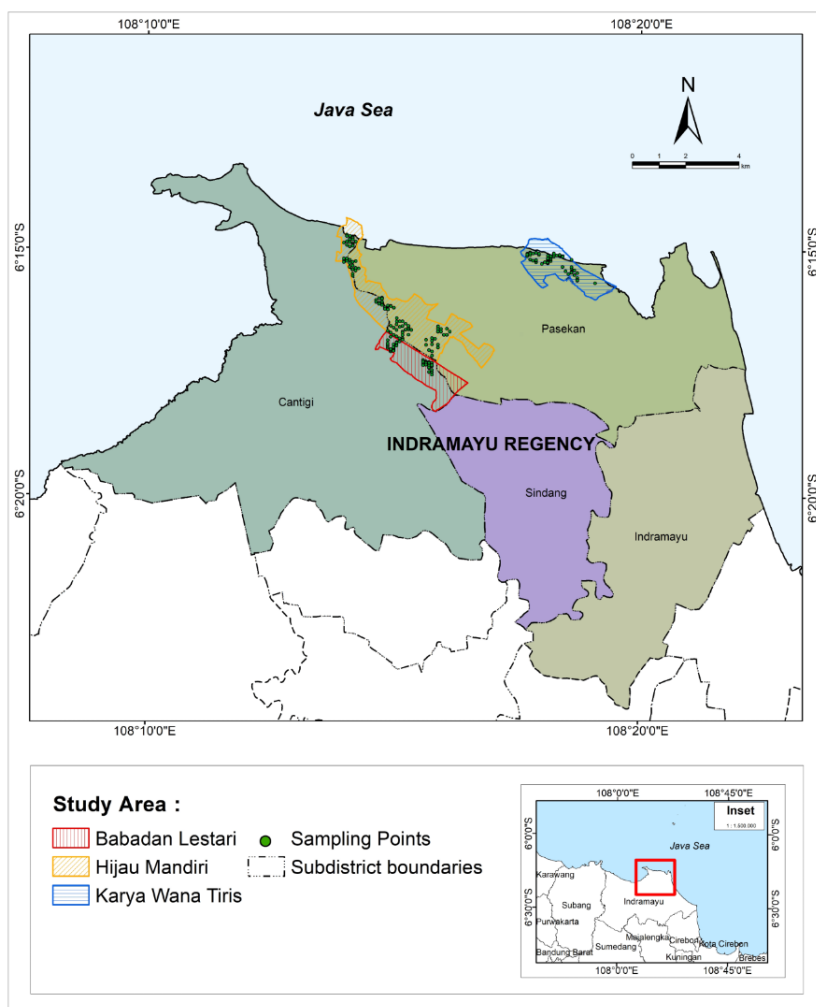 108°10'0"E 108°20'0"E
Java Sea
N
0 1 2 4
km
6°15'0"S 6°15'0"S
Pasekan
Cantigi
INDRAMAYU REGENCY
Sindang
6°20'0"S 6°20'0"S
Indramayu
108°10'0"E 108°20'0"E
Study Area :
Babadan Lestari
Sampling Points
Hijau Mandiri
Subdistrict boundaries
Karya Wana Tiris
108°0'0"E 108°45'0"E
Inset
1 : 1.500.000
6°0'0"S 6°0'0"S
Java Sea
Karawang
Subang
Indramayu
6°30'0"S 6°30'0"S
Purwakarta
Majalengka
Cirebon
Kota Cirebon
Bandung Barat
Sumedang
Kuningan
Brebes
108°0'0"E 108°45'0"E